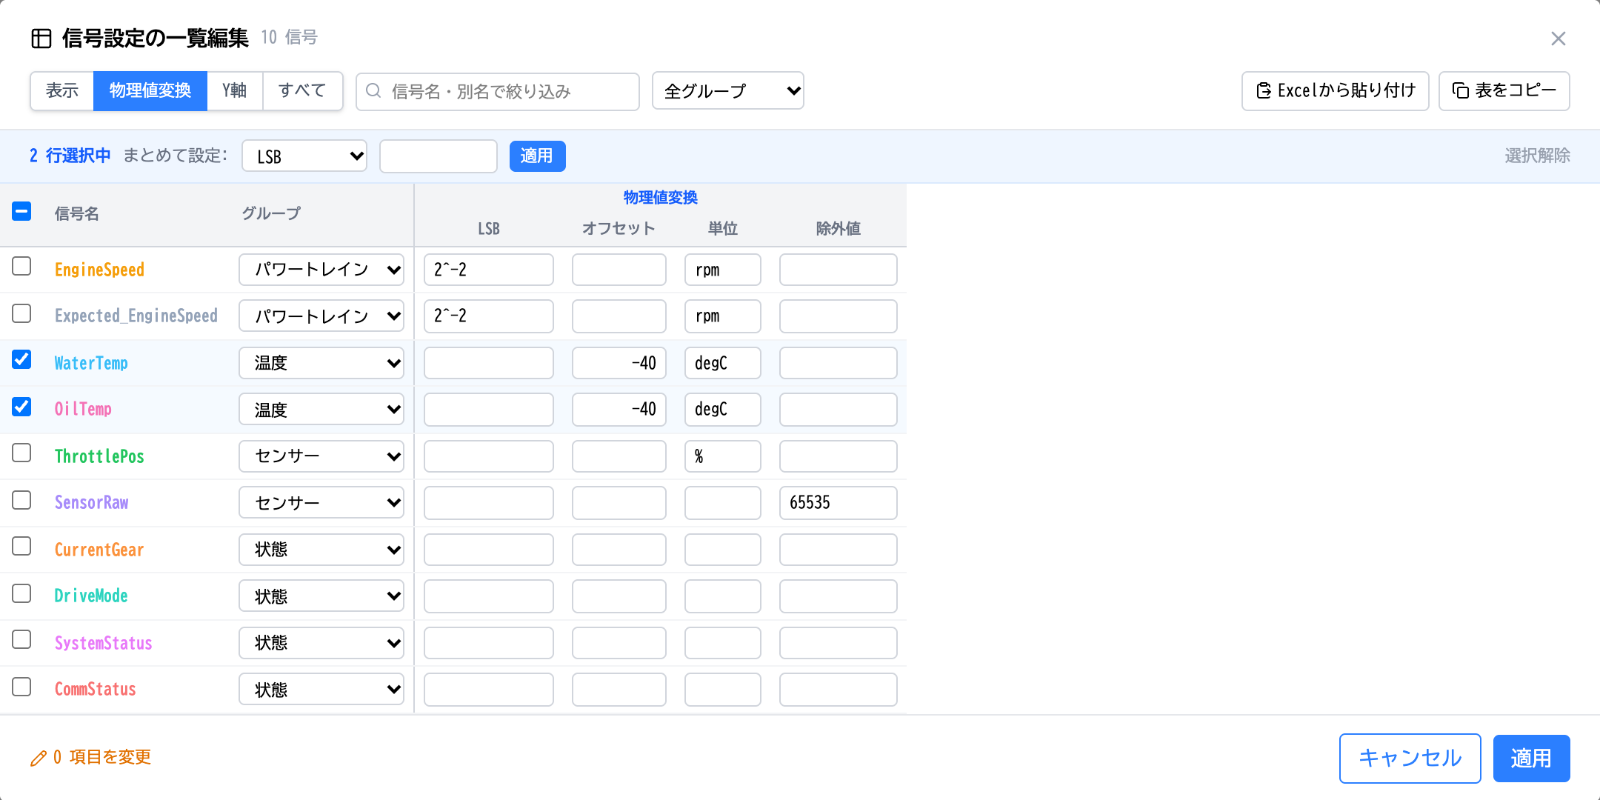 信号設定の一覧編集 10 信号
表示 物理値変換 Y軸 すべて 信号名・別名で絞り込み 全グループ Excelから貼り付け 表をコピー
2 行選択中 まとめて設定: LSB 適用 選択解除
物理値変換
信号名 グループ LSB オフセット 単位 除外値
EngineSpeed パワートレイン 2^-2 rpm
Expected_EngineSpeed パワートレイン 2^-2 rpm
WaterTemp 温度 -40 degC
OilTemp 温度 -40 degC
ThrottlePos センサー %
SensorRaw センサー 65535
CurrentGear 状態
DriveMode 状態
SystemStatus 状態
CommStatus 状態
0 項目を変更 キャンセル 適用